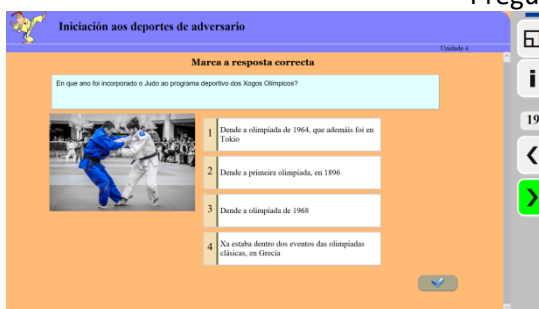 Pregu
Iniciación aos deportes de adversario
Unidade 4
Marca a resposta correcta
En que ano foi incorporado o Judo ao programa deportivo dos Xogos Olímpicos?
1 Dende a olimpíada de 1964, que ademáis foi en
Tokio
2 Dende a primeira olimpíada, en 1896
3 Dende a olimpíada de 1968
4 Xa estaba dentro dos eventos das olimpíadas
clásicas, en Grecia
i
19